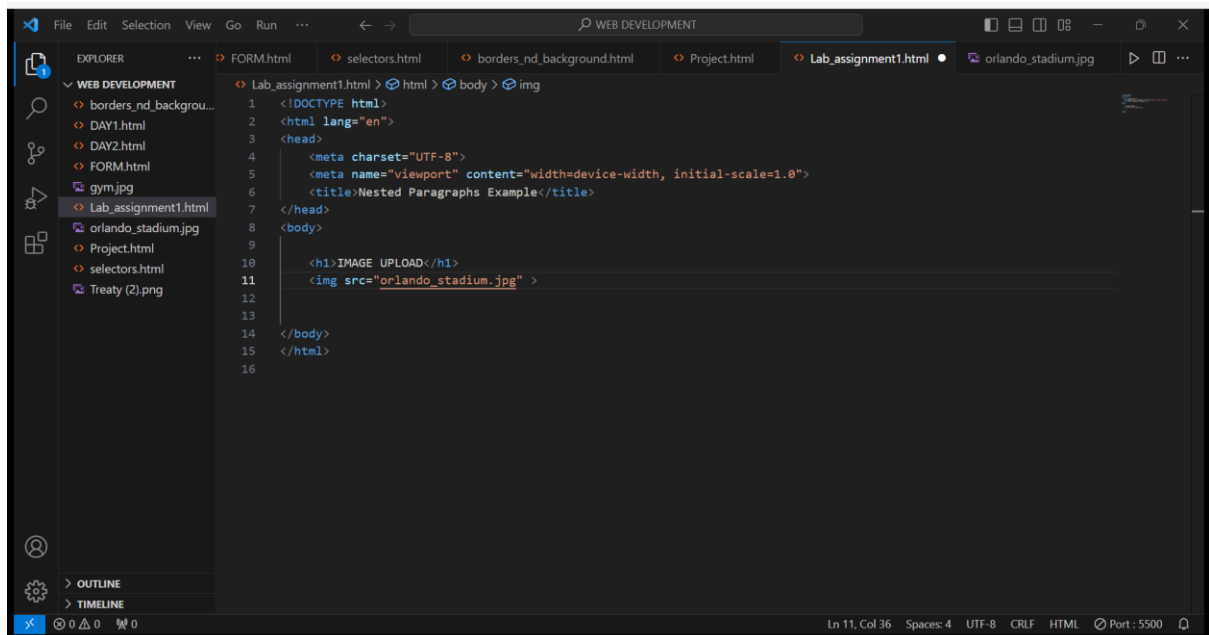 File Edit Selection View Go Run ··· ← → WEB DEVELOPMENT
EXPLORER ··· FORM.html selectors.html borders_nd_background.html Project.html Lab_assignment1.html ● orlando_stadium.jpg ···
WEB DEVELOPMENT
borders_nd_backgrou...
DAY1.html
DAY2.html
FORM.html
gym.jpg
Lab_assignment1.html
orlando_stadium.jpg
Project.html
selectors.html
Treaty (2).png
OUTLINE
TIMELINE
1
Lab_assignment1.html > html > body > img
1 <!DOCTYPE html>
2 <html lang="en">
3 <head>
4 <meta charset="UTF-8">
5 <meta name="viewport" content="width=device-width, initial-scale=1.0">
6 <title>Nested Paragraphs Example</title>
7 </head>
8 <body>
9
10 <h1>IMAGE UPLOAD</h1>
11 <img src="orlando_stadium.jpg" >
12
13
14 </body>
15 </html>
16
0 0 0 Ln 11, Col 36 Spaces: 4 UTF-8 CRLF HTML Port : 5500